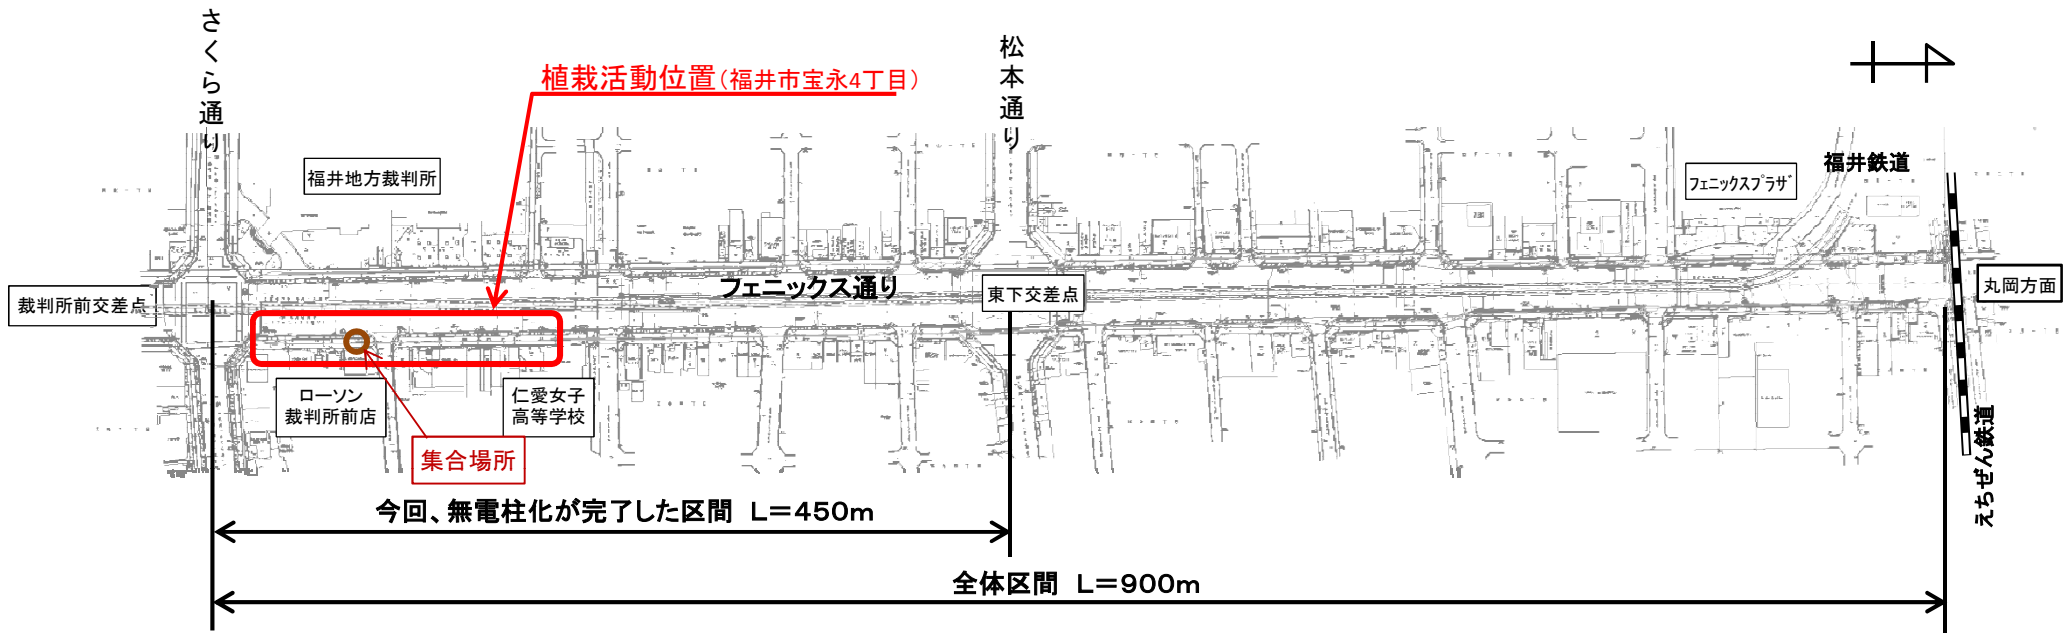 さくら通り
松本通り
植栽活動位置（福井市宝永4丁目）
福井地方裁判所
フェニックスプラザ
福井鉄道
裁判所前交差点
フェニックス通り
東下交差点
丸岡方面
ローソン
裁判所前店
仁愛女子
高等学校
集合場所
えちぜん鉄道
今回、無電柱化が完了した区間　L＝450m
全体区間　L＝900m